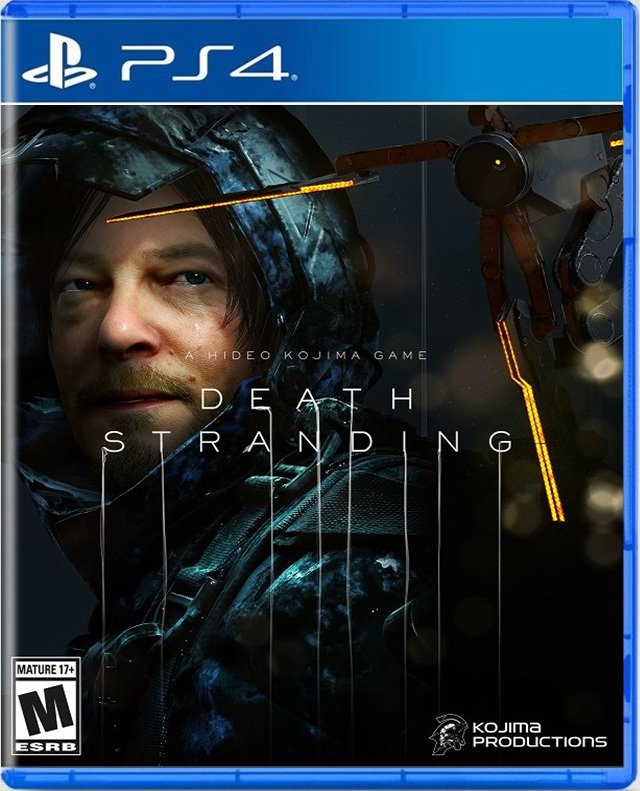 PS4
A HIDEO KOJIMA GAME
DEATH
STRANDING
MATURE 17+
M
ESRB
KOJIMA
PRODUCTIONS